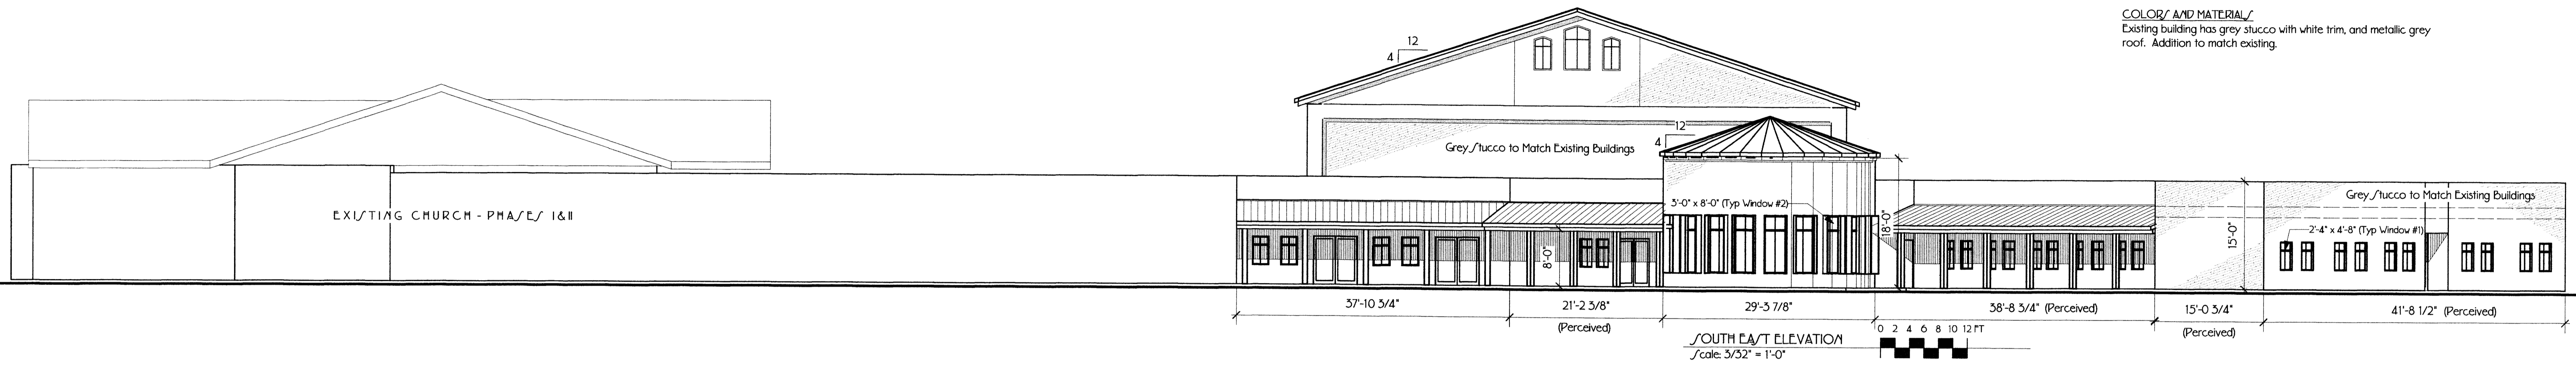 COLORS AND MATERIALS
Existing building has grey stucco with white trim, and metallic grey
roof. Addition to match existing.
12
4
12
4
Grey Stucco to Match Existing Buildings
EXISTING CHURCH - PHASES I&II
3'-0" x 8'-0" (Typ Window #2)
18'-0"
8'-0"
15'-0"
Grey Stucco to Match Existing Buildings
2'-4" x 4'-8" (Typ Window #1)
37'-10 3/4"
21'-2 3/8"
(Perceived)
29'-3 7/8"
38'-8 3/4" (Perceived)
15'-0 3/4"
(Perceived)
41'-8 1/2" (Perceived)
SOUTH EAST ELEVATION
Scale: 3/32" = 1'-0"
0 2 4 6 8 10 12 FT